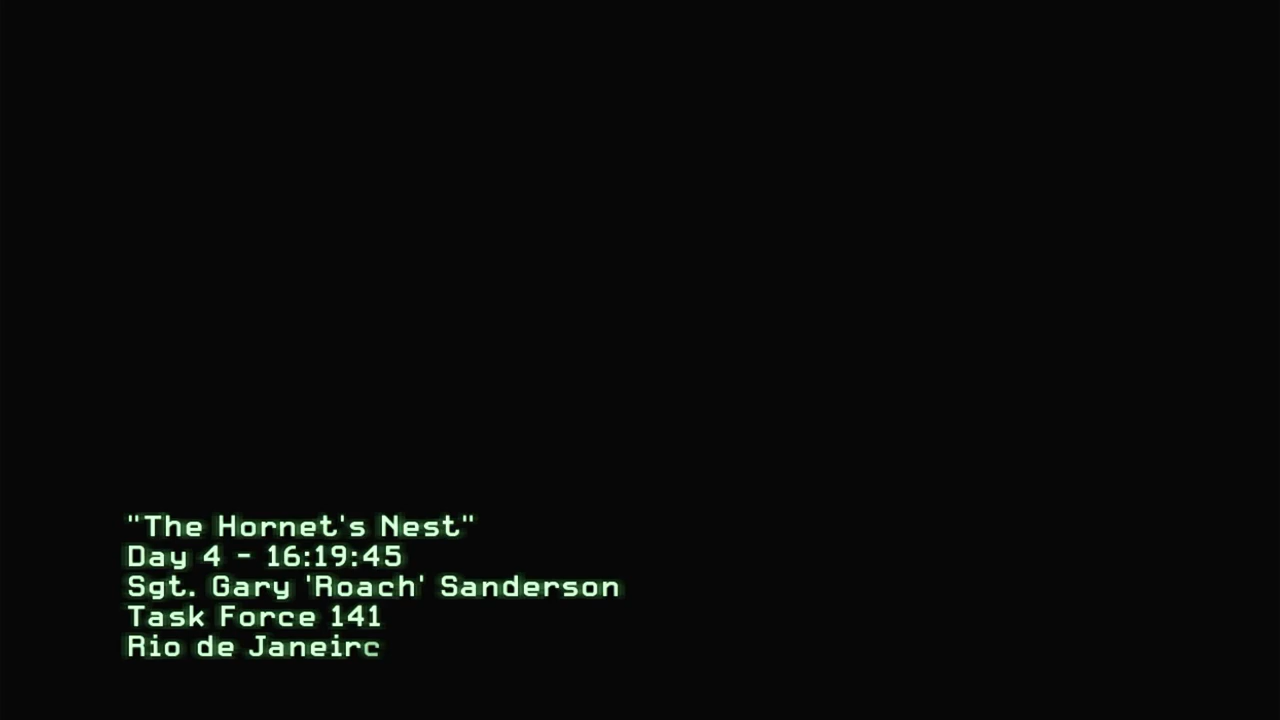 "The Hornet's Nest"
Day 4 - 16:19:45
Sgt. Gary 'Roach' Sanderson
Task Force 141
Rio de Janeirc